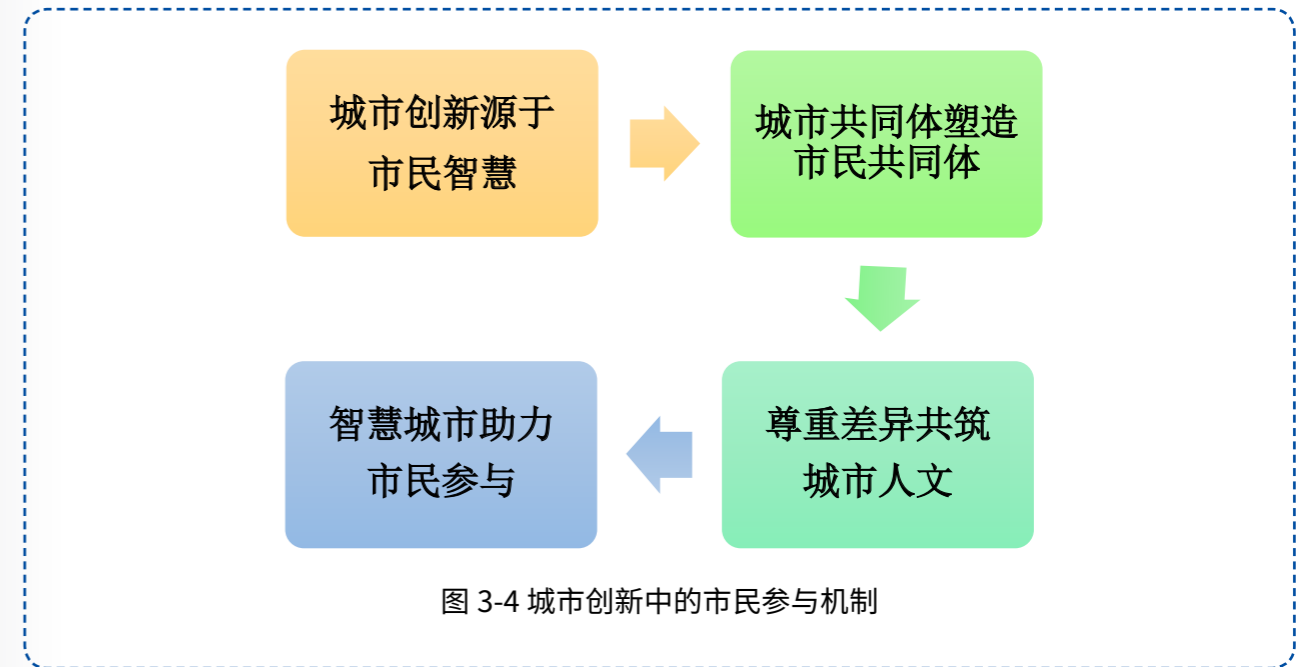 城市创新源于
市民智慧
城市共同体塑造
市民共同体
尊重差异共筑
城市人文
智慧城市助力
市民参与
图 3-4 城市创新中的市民参与机制